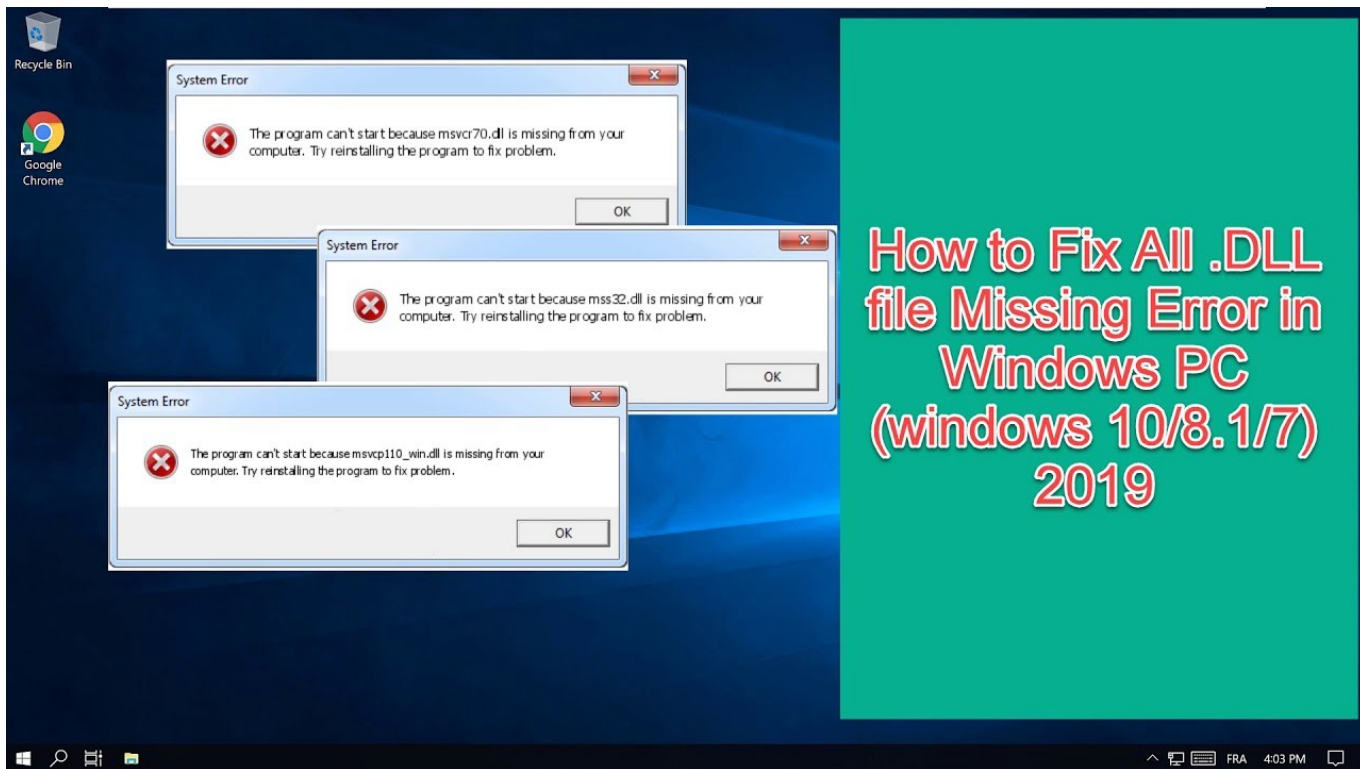 Recycle Bin
Google
Chrome
System Error
The program can't start because msvcr70.dll is missing from your
computer. Try reinstalling the program to fix problem.
OK
System Error
The program can't start because mss32.dll is missing from your
computer. Try reinstalling the program to fix problem.
OK
System Error
The program can't start because msvcp110_win.dll is missing from your
computer. Try reinstalling the program to fix problem.
OK
How to Fix All .DLL
file Missing Error in
Windows PC
(windows 10/8.1/7)
2019
FRA 4:03 PM